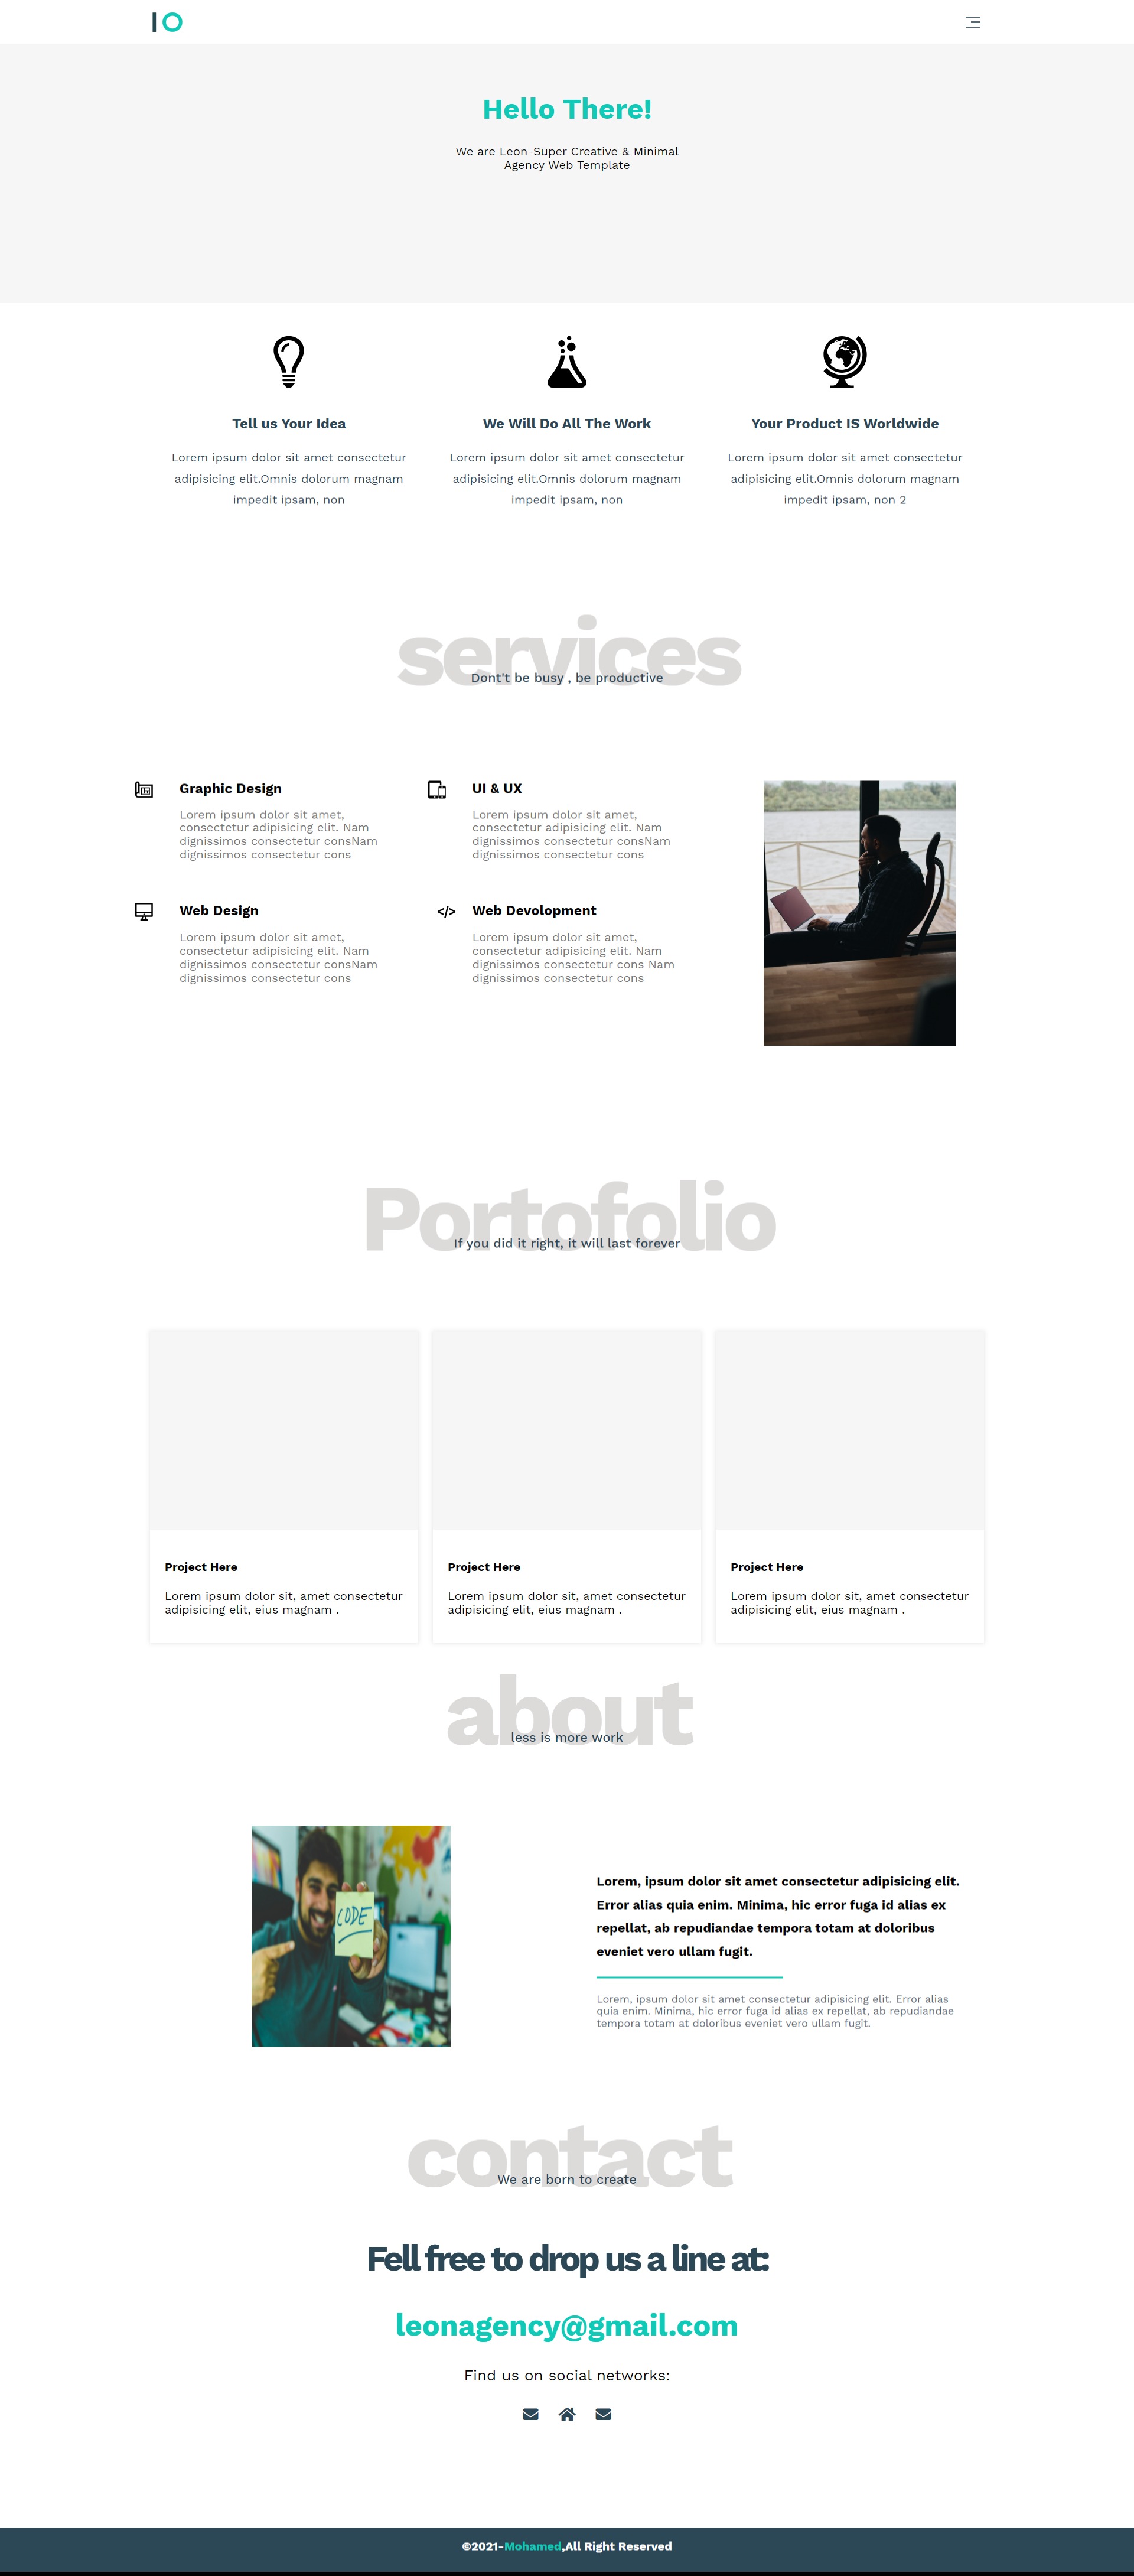 IO
Hello There!
We are Leon-Super Creative & Minimal
Agency Web Template
Tell us Your Idea
Lorem ipsum dolor sit amet consectetur
adipisicing elit.Omnis dolorum magnam
impedit ipsam, non
We Will Do All The Work
Lorem ipsum dolor sit amet consectetur
adipisicing elit.Omnis dolorum magnam
impedit ipsam, non
Your Product IS Worldwide
Lorem ipsum dolor sit amet consectetur
adipisicing elit.Omnis dolorum magnam
impedit ipsam, non 2
services
Dont't be busy , be productive
Graphic Design
Lorem ipsum dolor sit amet,
consectetur adipisicing elit. Nam
dignissimos consectetur consNam
dignissimos consectetur cons
UI & UX
Lorem ipsum dolor sit amet,
consectetur adipisicing elit. Nam
dignissimos consectetur consNam
dignissimos consectetur cons
Web Design
Lorem ipsum dolor sit amet,
consectetur adipisicing elit. Nam
dignissimos consectetur consNam
dignissimos consectetur cons
</>
Web Devolopment
Lorem ipsum dolor sit amet,
consectetur adipisicing elit. Nam
dignissimos consectetur cons Nam
dignissimos consectetur cons
Portofolio
If you did it right, it will last forever
Project Here
Lorem ipsum dolor sit, amet consectetur
adipisicing elit, eius magnam .
Project Here
Lorem ipsum dolor sit, amet consectetur
adipisicing elit, eius magnam .
Project Here
Lorem ipsum dolor sit, amet consectetur
adipisicing elit, eius magnam .
about
less is more work
CODE
Lorem, ipsum dolor sit amet consectetur adipisicing elit.
Error alias quia enim. Minima, hic error fuga id alias ex
repellat, ab repudiandae tempora totam at doloribus
eveniet vero ullam fugit.
Lorem, ipsum dolor sit amet consectetur adipisicing elit. Error alias
quia enim. Minima, hic error fuga id alias ex repellat, ab repudiandae
tempora totam at doloribus eveniet vero ullam fugit.
contact
We are born to create
Fell free to drop us a line at:
leonagency@gmail.com
Find us on social networks:
©2021-Mohamed,All Right Reserved